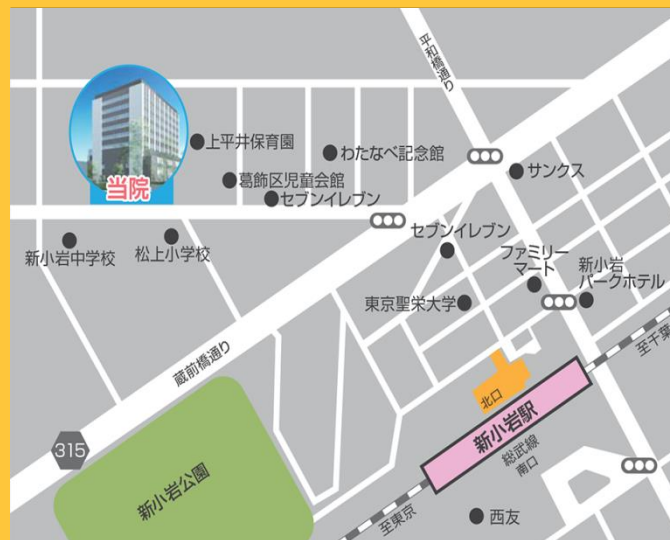 平和橋通り
上平井保育園
わたなべ記念館
サンクス
当院
葛飾区児童会館
セブンイレブン
新小岩中学校
松上小学校
セブンイレブン
ファミリー
マート
新小岩
パークホテル
東京聖栄大学
蔵前橋通り
至千葉
北口
新小岩駅
総武線
南口
315
新小岩公園
至東京
西友